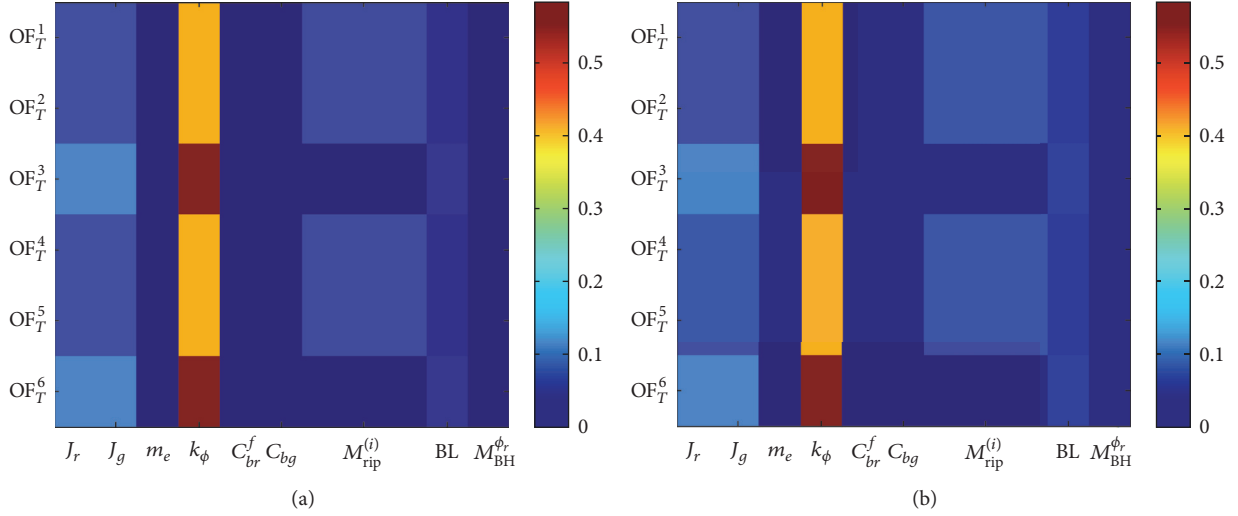 OF_T^1
OF_T^2
OF_T^3
OF_T^4
OF_T^5
OF_T^6
J_r J_g m_e k_ϕ C_br^f C_bg M_rip^(i) BL M_BH^ϕ_r
0.5
0.4
0.3
0.2
0.1
0
(a)
OF_T^1
OF_T^2
OF_T^3
OF_T^4
OF_T^5
OF_T^6
J_r J_g m_e k_ϕ C_br^f C_bg M_rip^(i) BL M_BH^ϕ_r
0.5
0.4
0.3
0.2
0.1
0
(b)